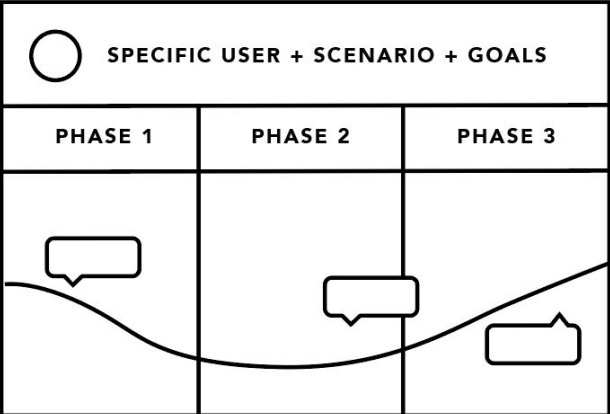 SPECIFIC USER + SCENARIO + GOALS
PHASE 1
PHASE 2
PHASE 3